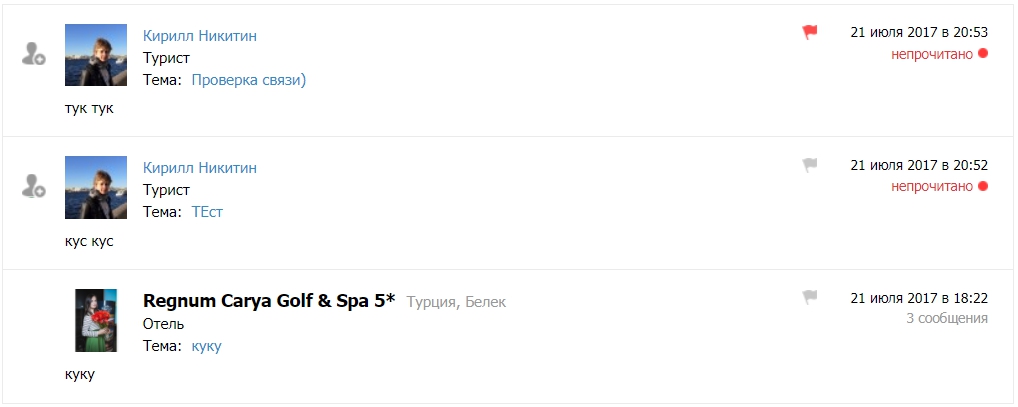 Кирилл Никитин
21 июля 2017 в 20:53
Турист
непрочитано
Тема: Проверка связи)
тук тук
Кирилл Никитин
21 июля 2017 в 20:52
Турист
непрочитано
Тема: ТЕст
кус кус
Regnum Carya Golf & Spa 5* Турция, Белек
21 июля 2017 в 18:22
Отель
3 сообщения
Тема: куку
куку